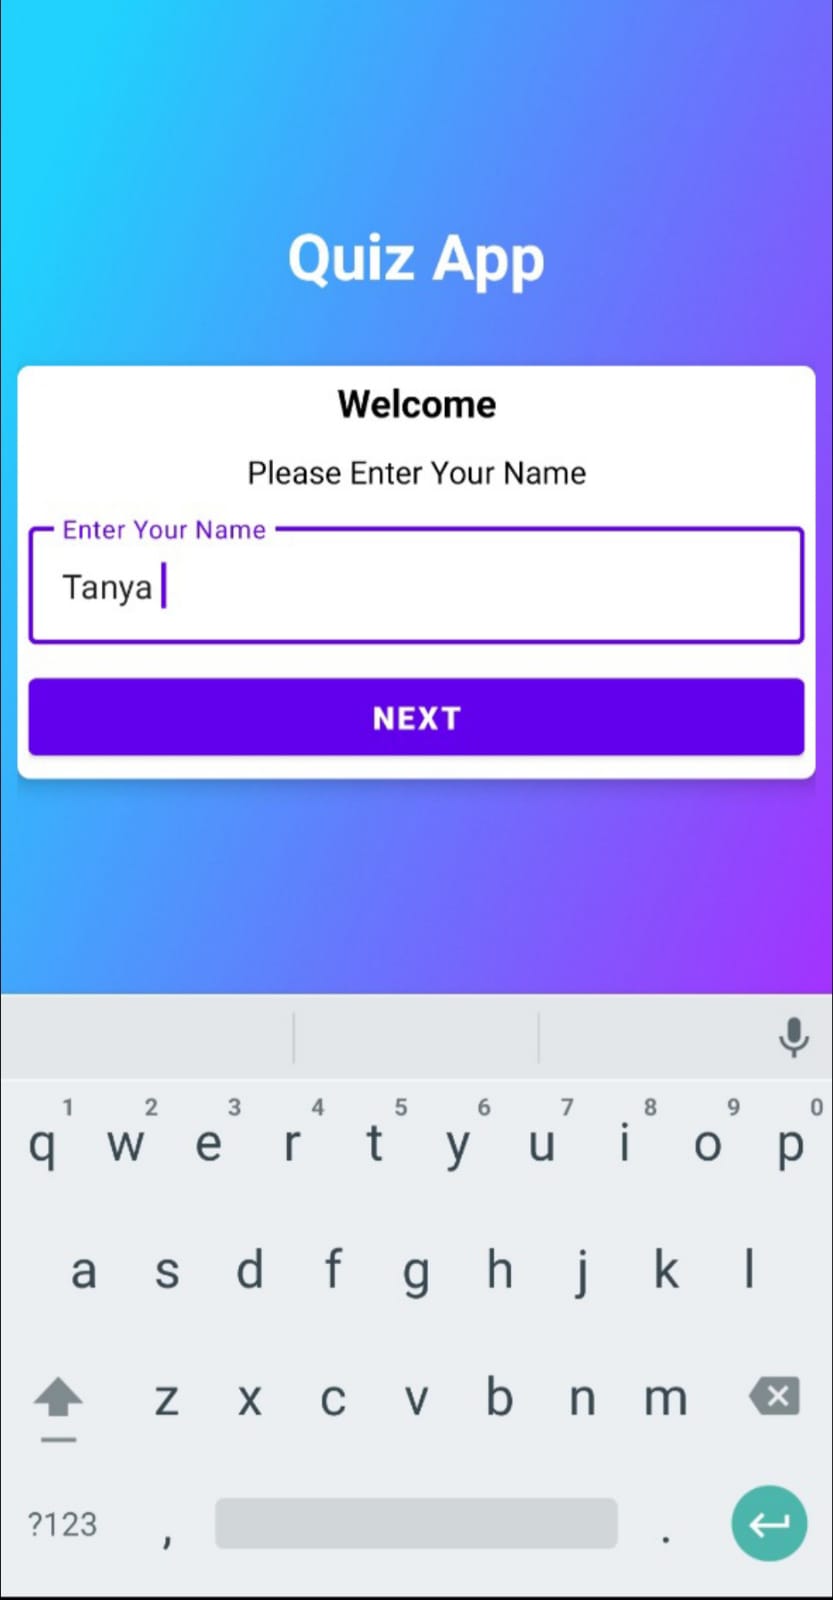 Quiz App
Welcome
Please Enter Your Name
Enter Your Name
Tanya
NEXT
1 2 3 4 5 6 7 8 9 0
q w e r t y u i o p
a s d f g h j k l
z x c v b n m
?123 , .